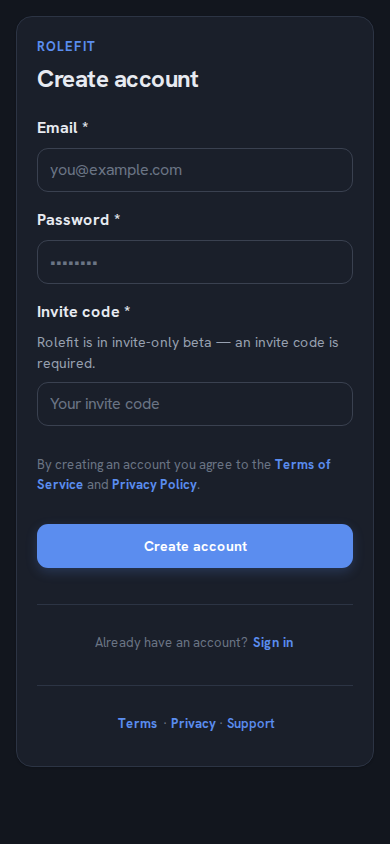 ROLEFIT
Create account
Email *
you@example.com
Password *
••••••••
Invite code *
Rolefit is in invite-only beta — an invite code is
required.
Your invite code
By creating an account you agree to the Terms of
Service and Privacy Policy.
Create account
Already have an account? Sign in
Terms · Privacy · Support